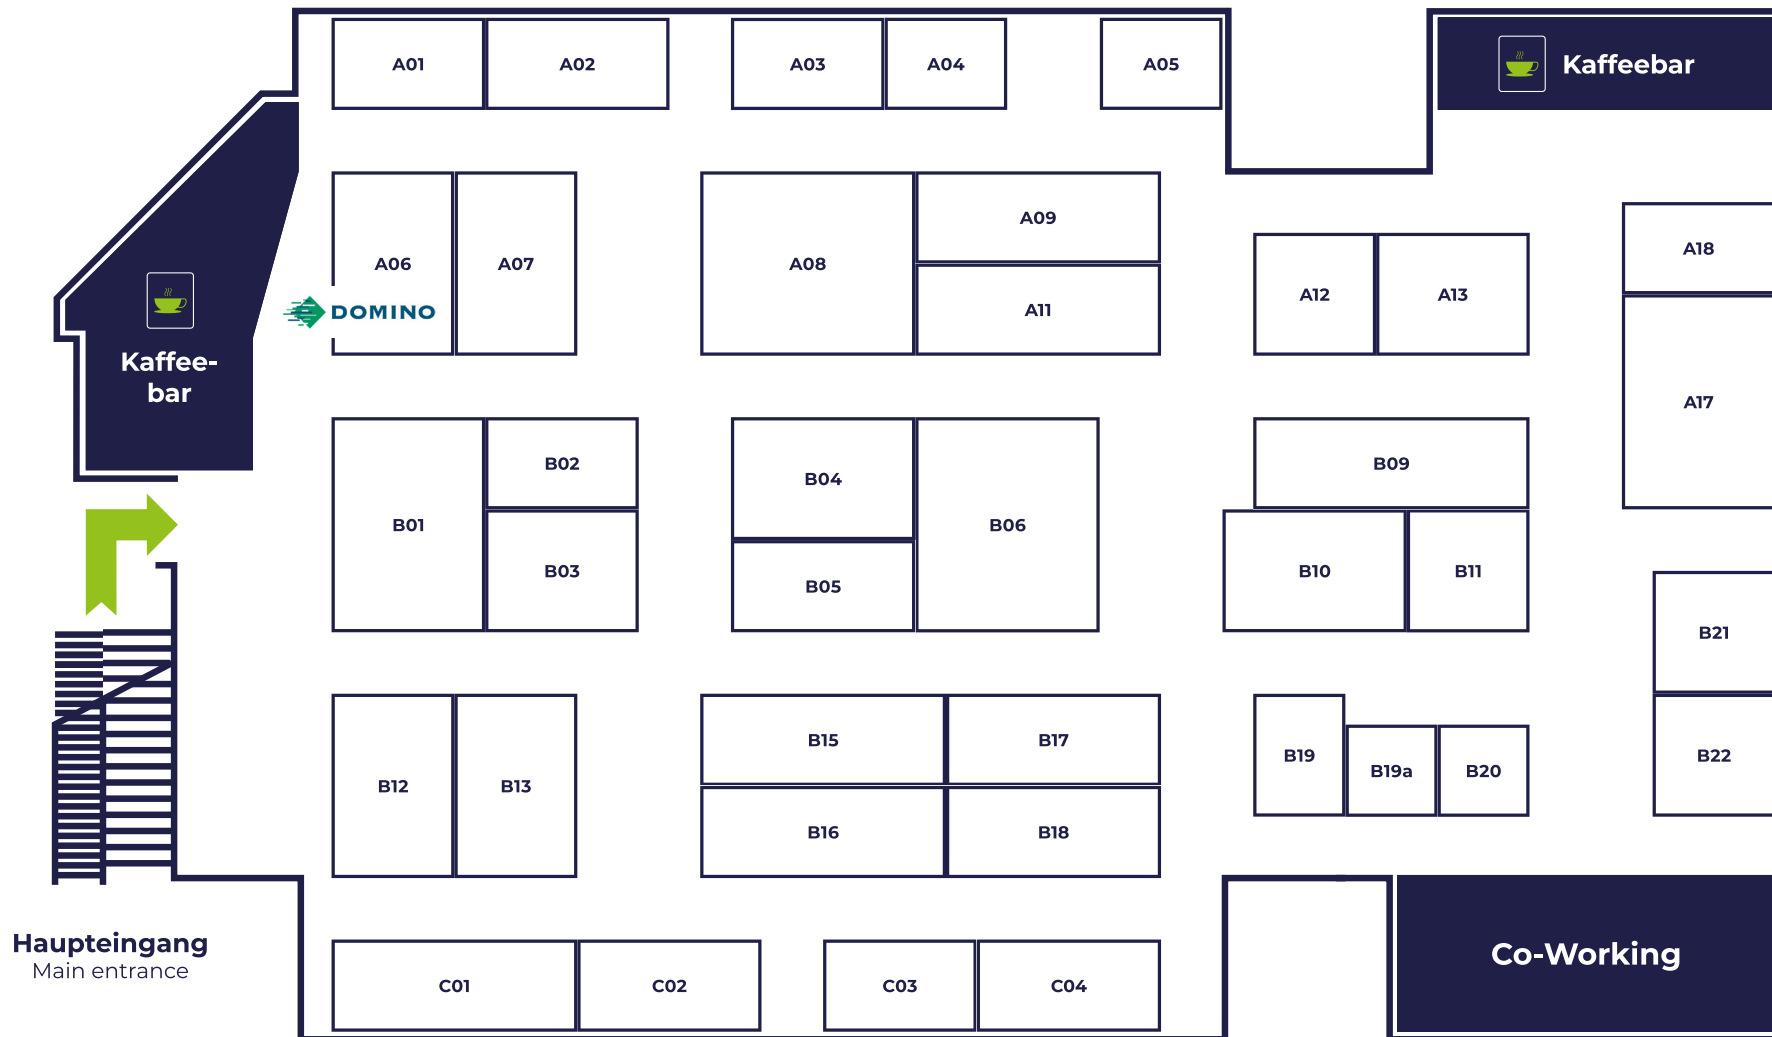 A01
A02
A03
A04
A05
Kaffeebar
A06
A07
A08
A09
A11
A12
A13
A18
A17
DOMINO
Kaffee-
bar
B01
B02
B03
B04
B05
B06
B09
B10
B11
B21
B22
B12
B13
B15
B17
B16
B18
B19
B19a
B20
Haupteingang
Main entrance
C01
C02
C03
C04
Co-Working